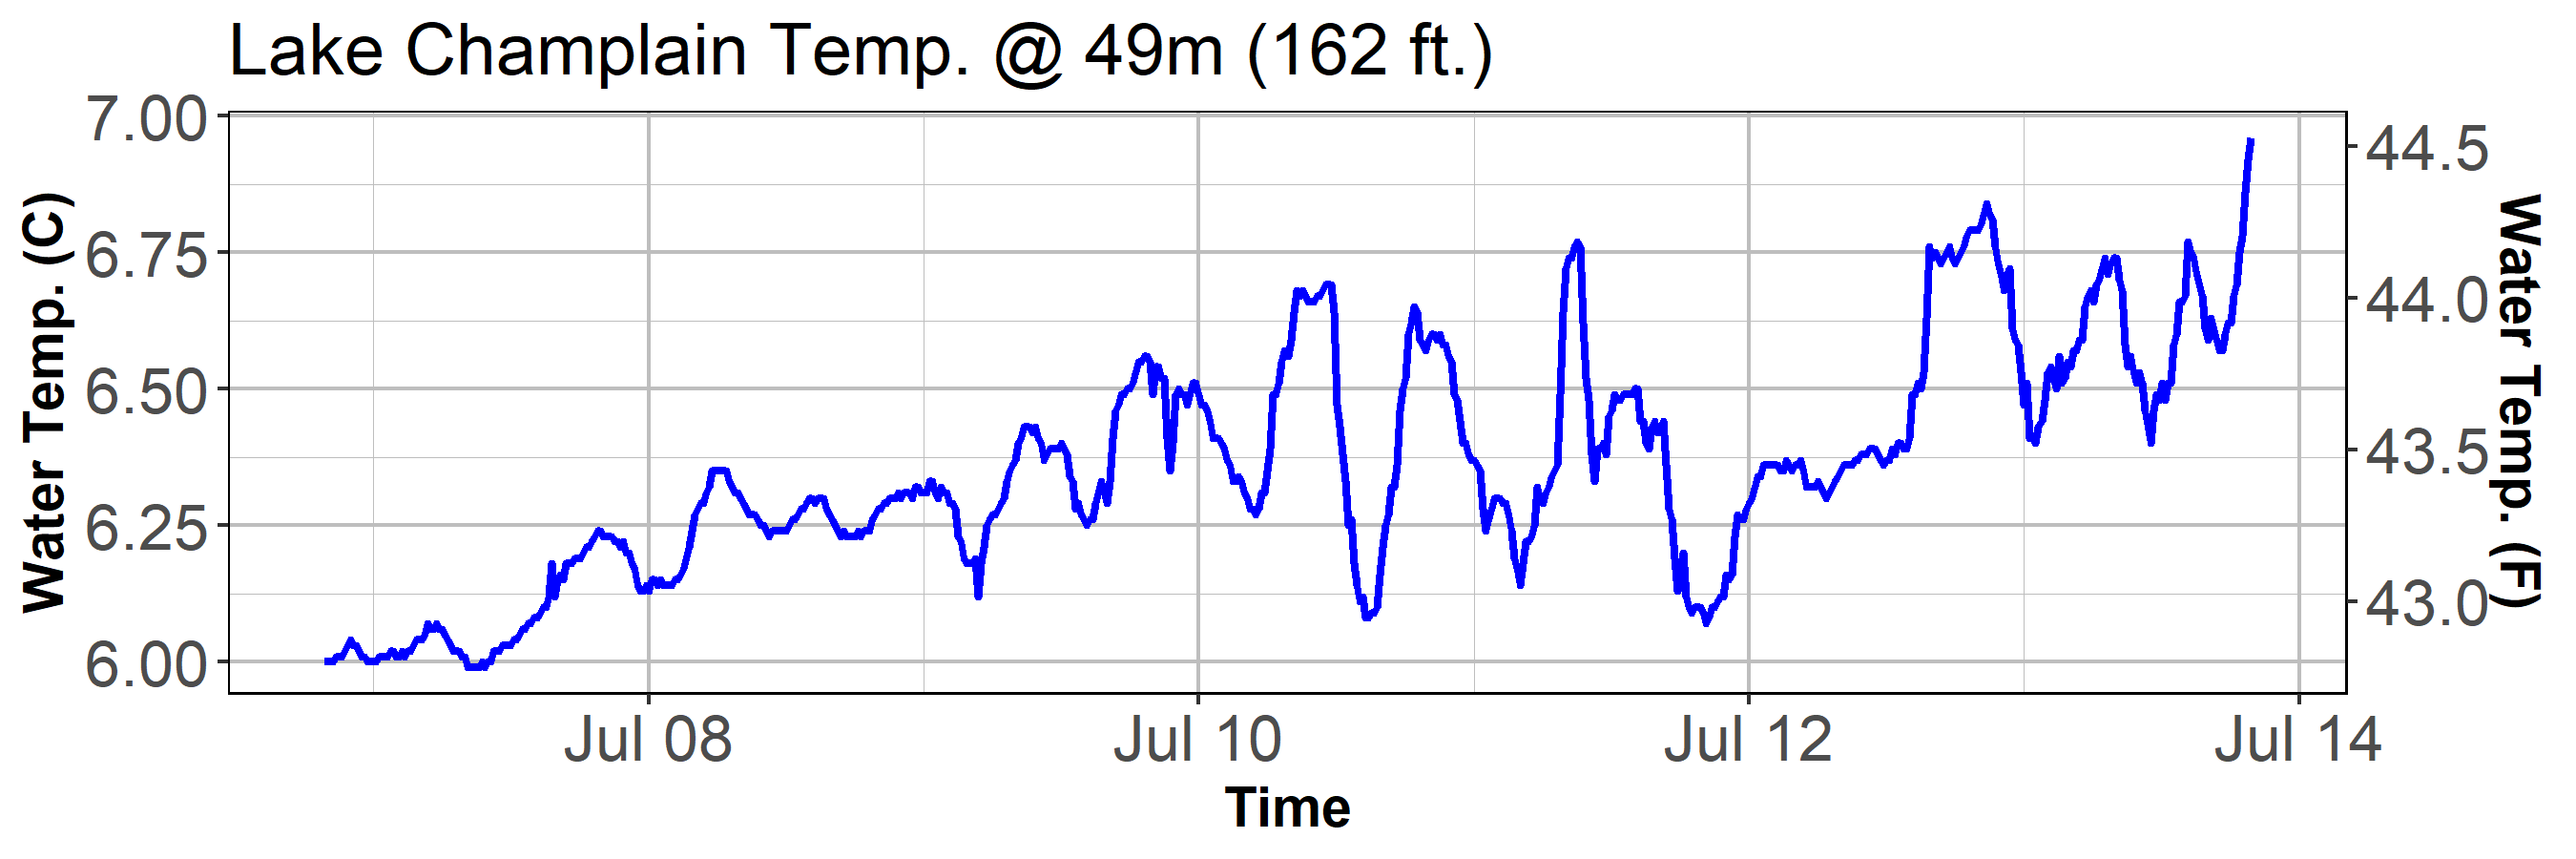 Lake Champlain Temp. @ 49m (162 ft.)
Water Temp. (C)
7.00
6.75
6.50
6.25
6.00
44.5
44.0
43.5
43.0
Water Temp. (F)
Jul 08 Jul 10 Jul 12 Jul 14
Time